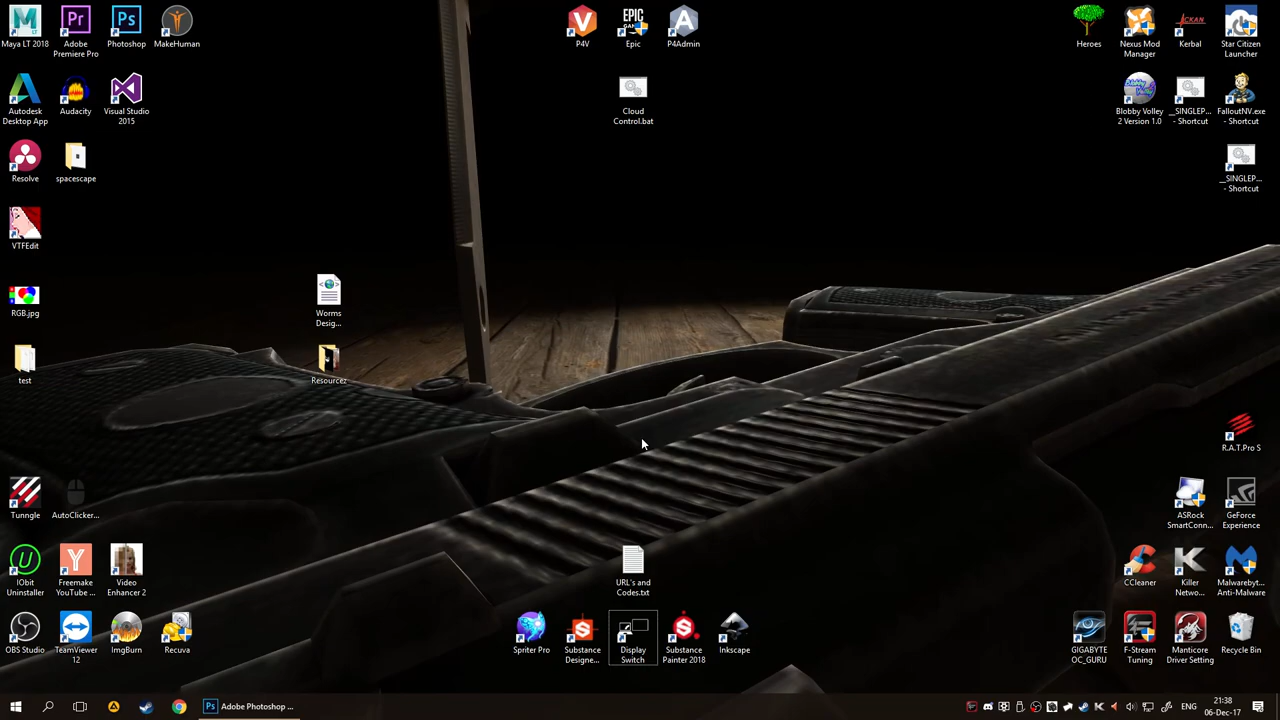 Maya LT 2018
Adobe
Premiere Pro
Photoshop
MakeHuman
P4V
Epic
P4Admin
Heroes
Nexus Mod
Manager
Kerbal
Star Citizen
Launcher
Autodesk
Desktop App
Audacity
Visual Studio
2015
Cloud
Control.bat
Blobby Volley
2 Version 1.0
__SINGLEP...
- Shortcut
FalloutNV.exe
- Shortcut
Resolve
spacescape
__SINGLEP...
- Shortcut
VTFEdit
RGB.jpg
Worms
Desig...
test
Resourcez
R.A.T.Pro S
Tunngle
AutoClicker...
ASRock
SmartConn...
GeForce
Experience
IObit
Uninstaller
Freemake
YouTube ...
Video
Enhancer 2
URL's and
Codes.txt
CCleaner
Killer
Netwo...
Malwarebyt...
Anti-Malware
OBS Studio
TeamViewer
12
ImgBurn
Recuva
Spriter Pro
Substance
Designe...
Display
Switch
Substance
Painter 2018
Inkscape
GIGABYTE
OC_GURU
F-Stream
Tuning
Manticore
Driver Setting
Recycle Bin
Adobe Photoshop ...
ENG
21:38
06-Dec-17